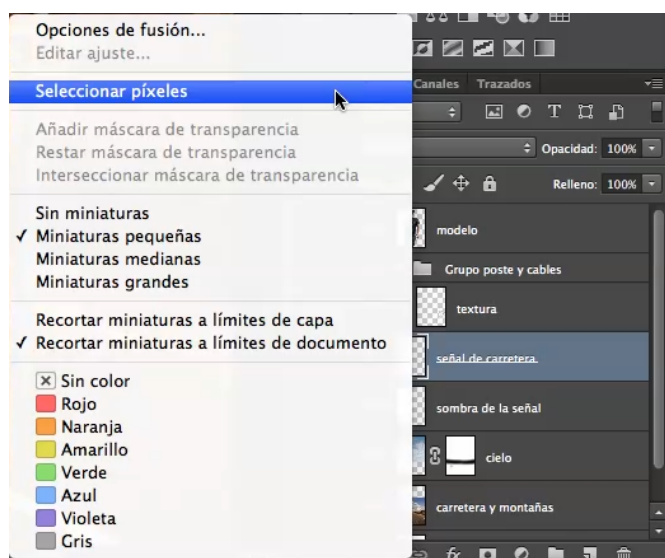 Opciones de fusión...
Editar ajuste...
Seleccionar píxeles
Añadir máscara de transparencia
Restar máscara de transparencia
Interseccionar máscara de transparencia
Sin miniaturas
✓ Miniaturas pequeñas
Miniaturas medianas
Miniaturas grandes
Recortar miniaturas a límites de capa
✓ Recortar miniaturas a límites de documento
Sin color
Rojo
Naranja
Amarillo
Verde
Azul
Violeta
Gris
Canales Trazados
T
Opacidad: 100%
Relleno: 100%
modelo
Grupo poste y cables
textura
señal de carretera
sombra de la señal
cielo
carretera y montañas
fx